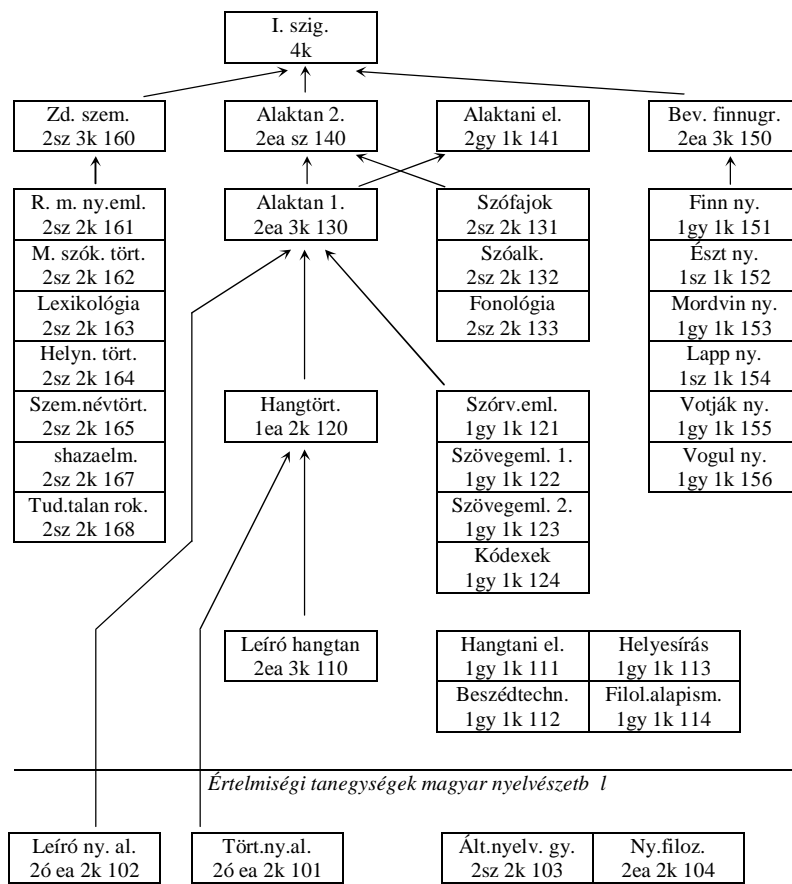 I. szig.
4k
Zd. szem.
2sz 3k 160
Alaktan 2.
2ea sz 140
Alaktani el.
2gy 1k 141
Bev. finnugr.
2ea 3k 150
R. m. ny.eml.
2sz 2k 161
M. szók. tört.
2sz 2k 162
Lexikológia
2sz 2k 163
Helyn. tört.
2sz 2k 164
Szem.névtört.
2sz 2k 165
shazaelm.
2sz 2k 167
Tud.talan rok.
2sz 2k 168
Alaktan 1.
2ea 3k 130
Szófajok
2sz 2k 131
Szóalk.
2sz 2k 132
Fonológia
2sz 2k 133
Finn ny.
1gy 1k 151
Észt ny.
1sz 1k 152
Mordvin ny.
1gy 1k 153
Lapp ny.
1sz 1k 154
Votják ny.
1gy 1k 155
Vogul ny.
1gy 1k 156
Hangtört.
1ea 2k 120
Szórv.eml.
1gy 1k 121
Szövegeml. 1.
1gy 1k 122
Szövegeml. 2.
1gy 1k 123
Kódexek
1gy 1k 124
Leíró hangtan
2ea 3k 110
Hangtani el.
1gy 1k 111
Helyesírás
1gy 1k 113
Beszédtechn.
1gy 1k 112
Filol.alapism.
1gy 1k 114
Értelmiségi tanegységek magyar nyelvészetb l
Leíró ny. al.
2ó ea 2k 102
Tört.ny.al.
2ó ea 2k 101
Ált.nyelv. gy.
2sz 2k 103
Ny.filoz.
2ea 2k 104